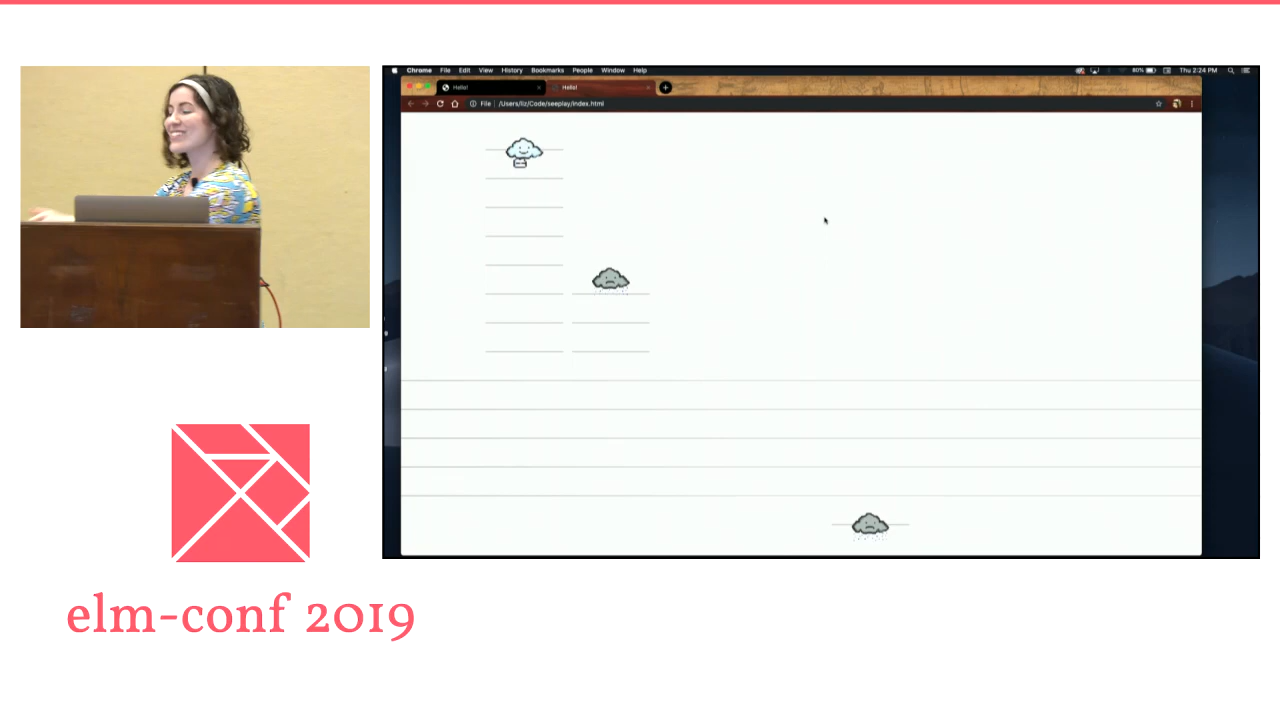 Chrome File Edit View History Bookmarks People Window Help 80% Thu 2:24 PM
Hello! Hello!
File /Users/liz/Code/seeplay/index.html
elm-conf 2019